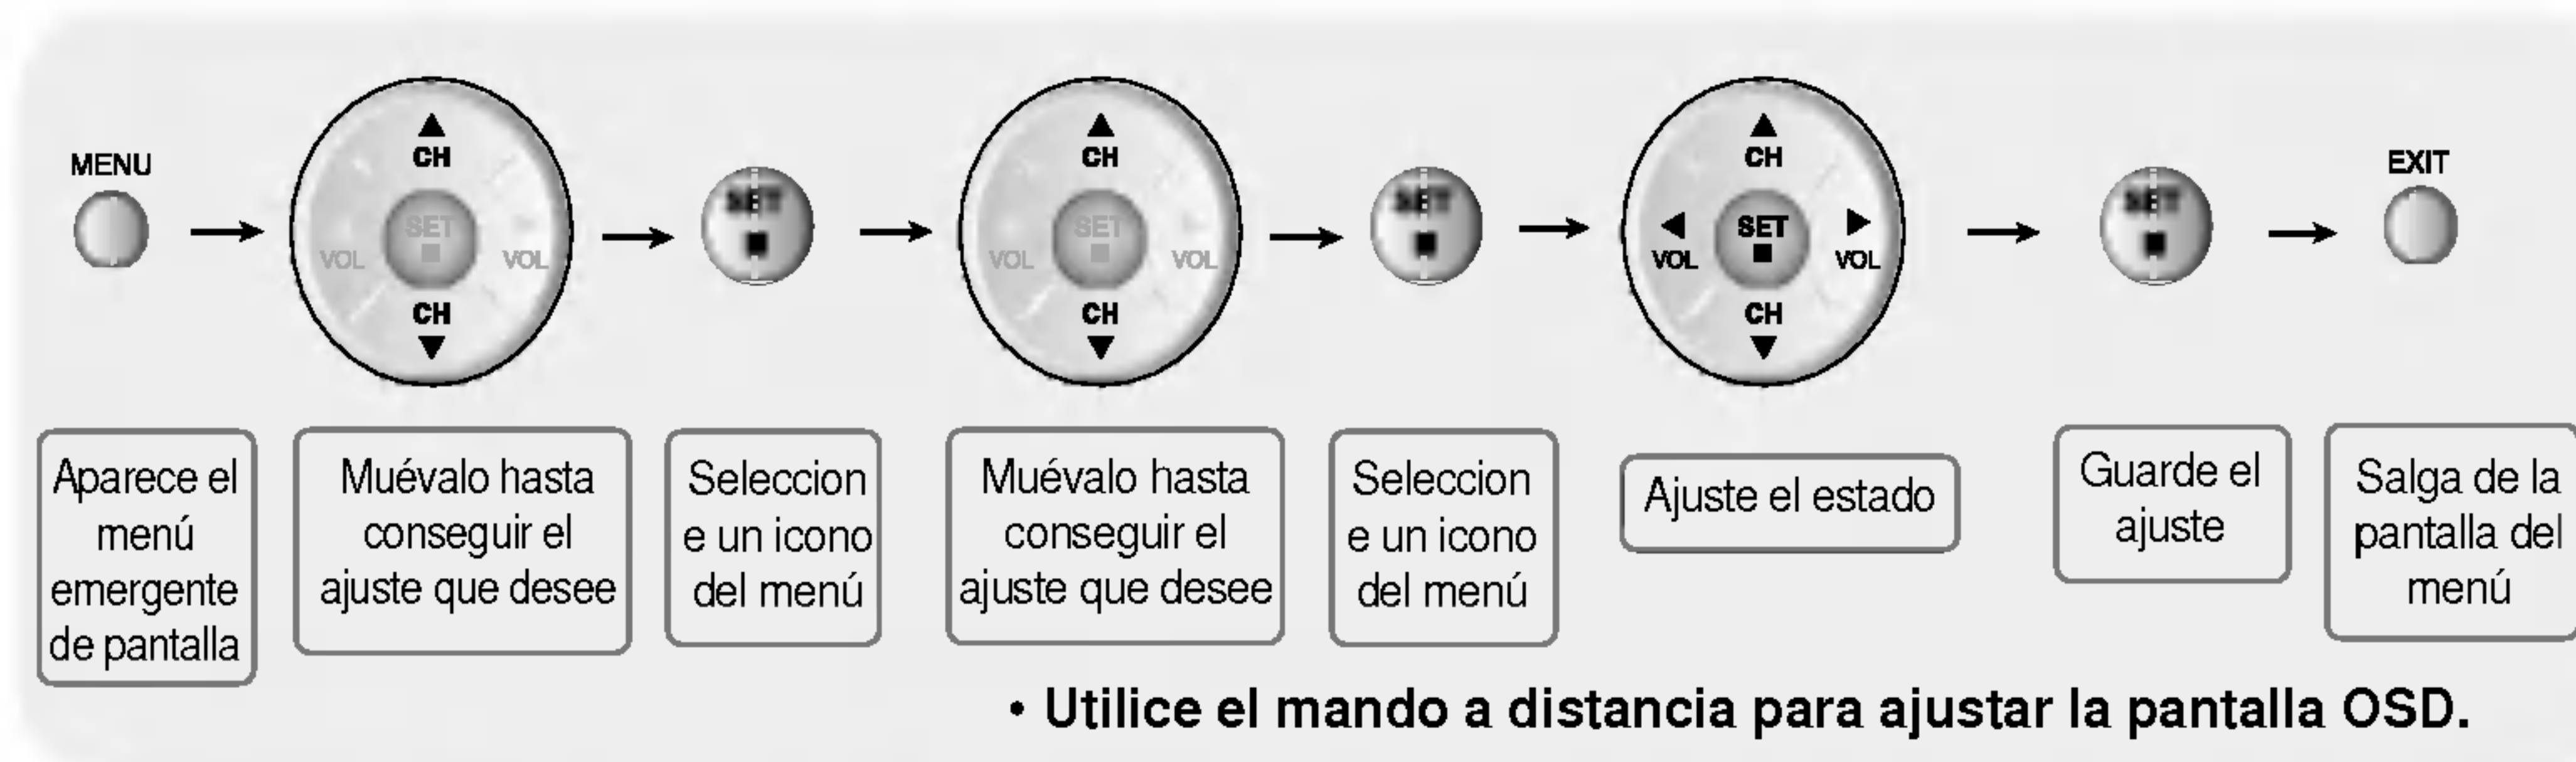 MENU
▲
CH
SET
■
VOL
VOL
CH
▼
SET
■
▲
CH
SET
■
VOL
VOL
CH
▼
SET
■
▲
CH
◀
VOL
SET
■
▶
VOL
CH
▼
SET
■
EXIT
Aparece el
menú
emergente
de pantalla
Muévalo hasta
conseguir el
ajuste que desee
Seleccion
e un icono
del menú
Muévalo hasta
conseguir el
ajuste que desee
Seleccion
e un icono
del menú
Ajuste el estado
Guarde el
ajuste
Salga de la
pantalla del
menú
• Utilice el mando a distancia para ajustar la pantalla OSD.